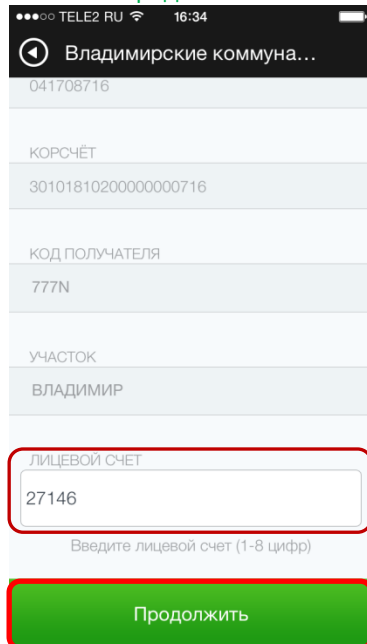 TELE2 RU 16:34
Владимирские коммуна...
041708716
КОРСЧЁТ
30101810200000000716
КОД ПОЛУЧАТЕЛЯ
777N
УЧАСТОК
ВЛАДИМИР
ЛИЦЕВОЙ СЧЕТ
27146
Введите лицевой счет (1-8 цифр)
Продолжить